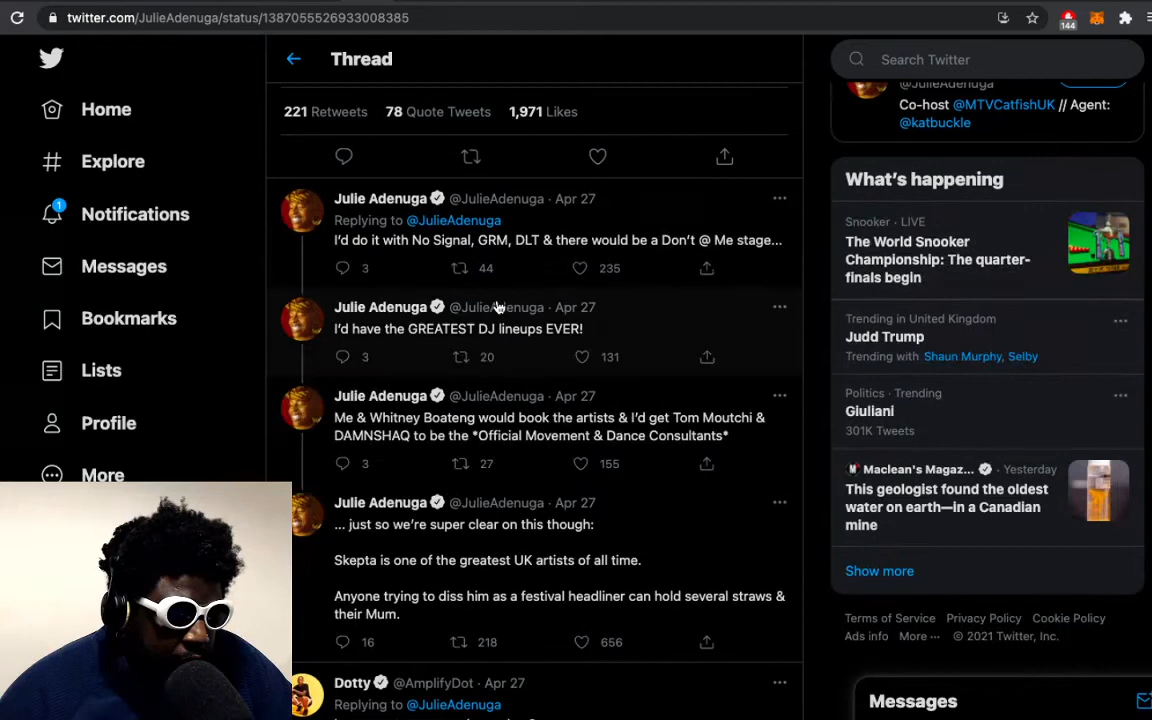 twitter.com/JulieAdenuga/status/1387055526933008385
144
Home
Explore
1
Notifications
Messages
Bookmarks
Lists
Profile
More
Thread
221 Retweets 78 Quote Tweets 1,971 Likes
Julie Adenuga @JulieAdenuga · Apr 27
Replying to @JulieAdenuga
I'd do it with No Signal, GRM, DLT & there would be a Don't @ Me stage...
3 44 235
Julie Adenuga @JulieAdenuga · Apr 27
I'd have the GREATEST DJ lineups EVER!
3 20 131
Julie Adenuga @JulieAdenuga · Apr 27
Me & Whitney Boateng would book the artists & I'd get Tom Moutchi &
DAMNSHAQ to be the *Official Movement & Dance Consultants*
3 27 155
Julie Adenuga @JulieAdenuga · Apr 27
... just so we're super clear on this though:
Skepta is one of the greatest UK artists of all time.
Anyone trying to diss him as a festival headliner can hold several straws &
their Mum.
16 218 656
Dotty @AmplifyDot · Apr 27
Replying to @JulieAdenuga
Search Twitter
@JulieAdenuga
Co-host @MTVCatfishUK // Agent:
@katbuckle
What's happening
Snooker · LIVE
The World Snooker
Championship: The quarter-
finals begin
Trending in United Kingdom
Judd Trump
Trending with Shaun Murphy, Selby
Politics · Trending
Giuliani
301K Tweets
Maclean's Magaz... · Yesterday
This geologist found the oldest
water on earth—in a Canadian
mine
Show more
Terms of Service Privacy Policy Cookie Policy
Ads info More ··· © 2021 Twitter, Inc.
Messages